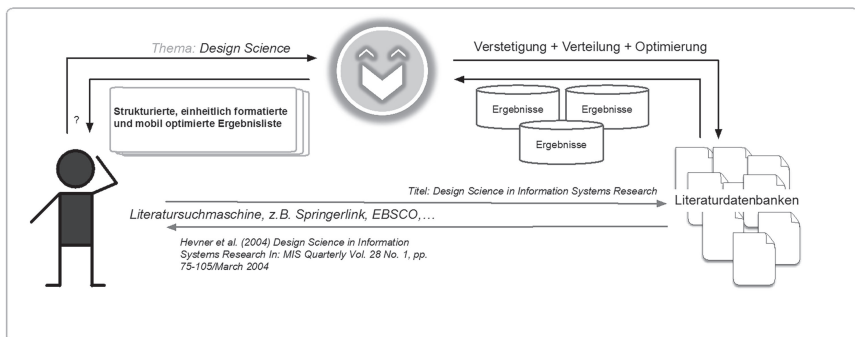 Thema: Design Science
Verstetigung + Verteilung + Optimierung
?
Strukturierte, einheitlich formatierte
und mobil optimierte Ergebnisliste
Ergebnisse
Ergebnisse
Ergebnisse
Titel: Design Science in Information Systems Research
Literaturdatenbanken
Literatursuchmaschine, z.B. Springerlink, EBSCO,…
Hevner et al. (2004) Design Science in Information
Systems Research In: MIS Quarterly Vol. 28 No. 1, pp.
75-105/March 2004